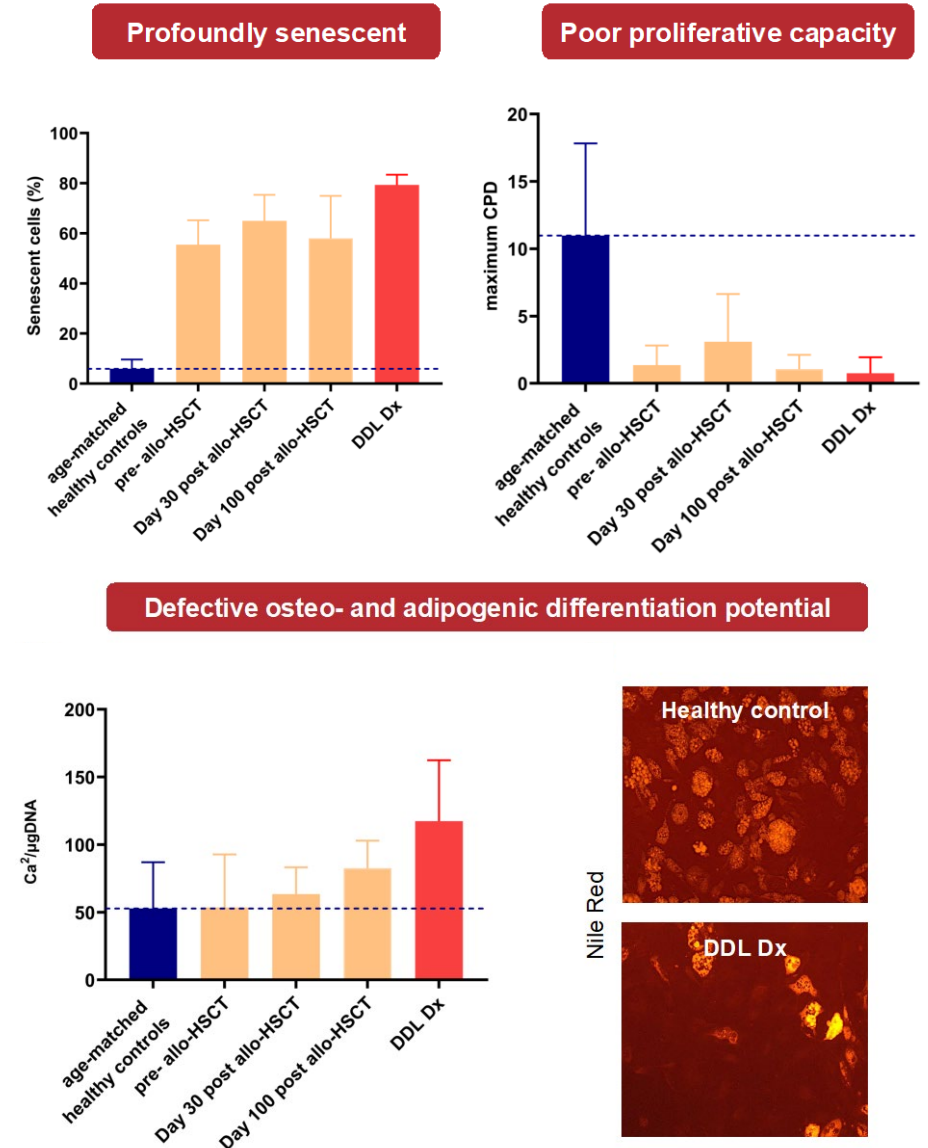 Profoundly senescent
Poor proliferative capacity
Senescent cells (%)
100
80
60
40
20
0
age-matched
healthy controls
pre- allo-HSCT
Day 30 post allo-HSCT
Day 100 post allo-HSCT
DDL Dx
maximum CPD
20
15
10
5
0
age-matched
healthy controls
pre- allo-HSCT
Day 30 post allo-HSCT
Day 100 post allo-HSCT
DDL Dx
Defective osteo- and adipogenic differentiation potential
Ca²/µgDNA
200
150
100
50
0
age-matched
healthy controls
pre- allo-HSCT
Day 30 post allo-HSCT
Day 100 post allo-HSCT
DDL Dx
Nile Red
Healthy control
DDL Dx